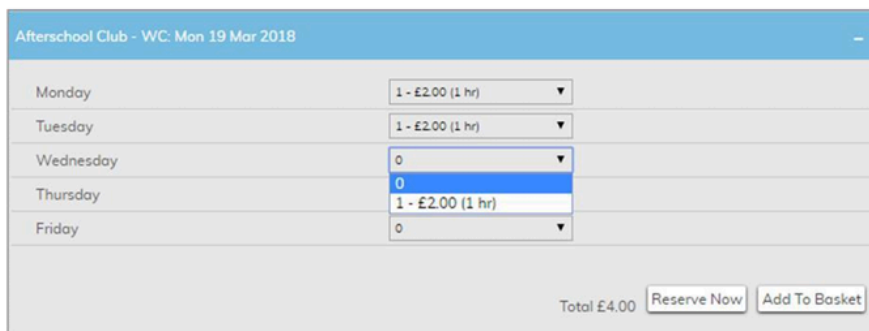 Afterschool Club - WC: Mon 19 Mar 2018 –
Monday 1 - £2.00 (1 hr)
Tuesday 1 - £2.00 (1 hr)
Wednesday 0
0
Thursday 1 - £2.00 (1 hr)
Friday 0
Total £4.00 Reserve Now Add To Basket